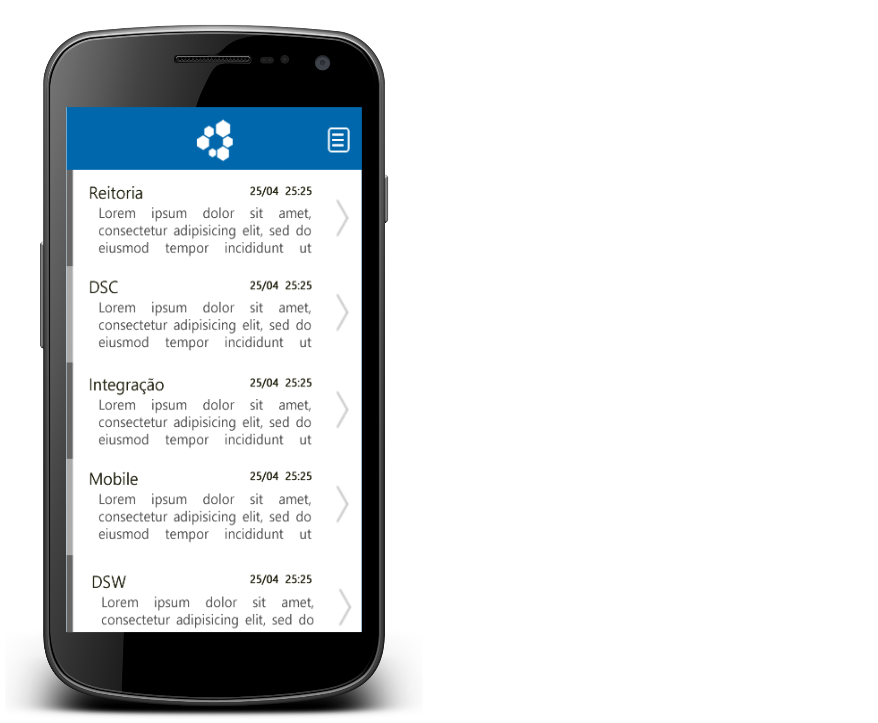 Reitoria 25/04 25:25
Lorem ipsum dolor sit amet,
consectetur adipisicing elit, sed do
eiusmod tempor incididunt ut
DSC 25/04 25:25
Lorem ipsum dolor sit amet,
consectetur adipisicing elit, sed do
eiusmod tempor incididunt ut
Integração 25/04 25:25
Lorem ipsum dolor sit amet,
consectetur adipisicing elit, sed do
eiusmod tempor incididunt ut
Mobile 25/04 25:25
Lorem ipsum dolor sit amet,
consectetur adipisicing elit, sed do
eiusmod tempor incididunt ut
DSW 25/04 25:25
Lorem ipsum dolor sit amet,
consectetur adipisicing elit, sed do